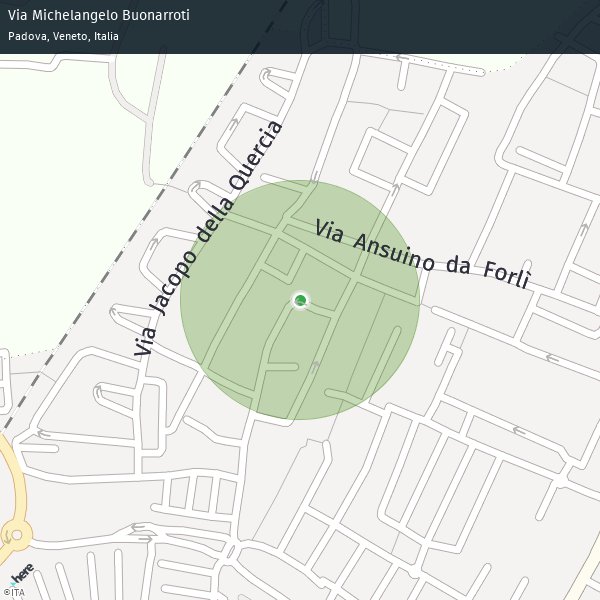 Via Michelangelo Buonarroti
Padova, Veneto, Italia
Via Jacopo della Quercia
Via Ansuino da Forlì
here
©ITA